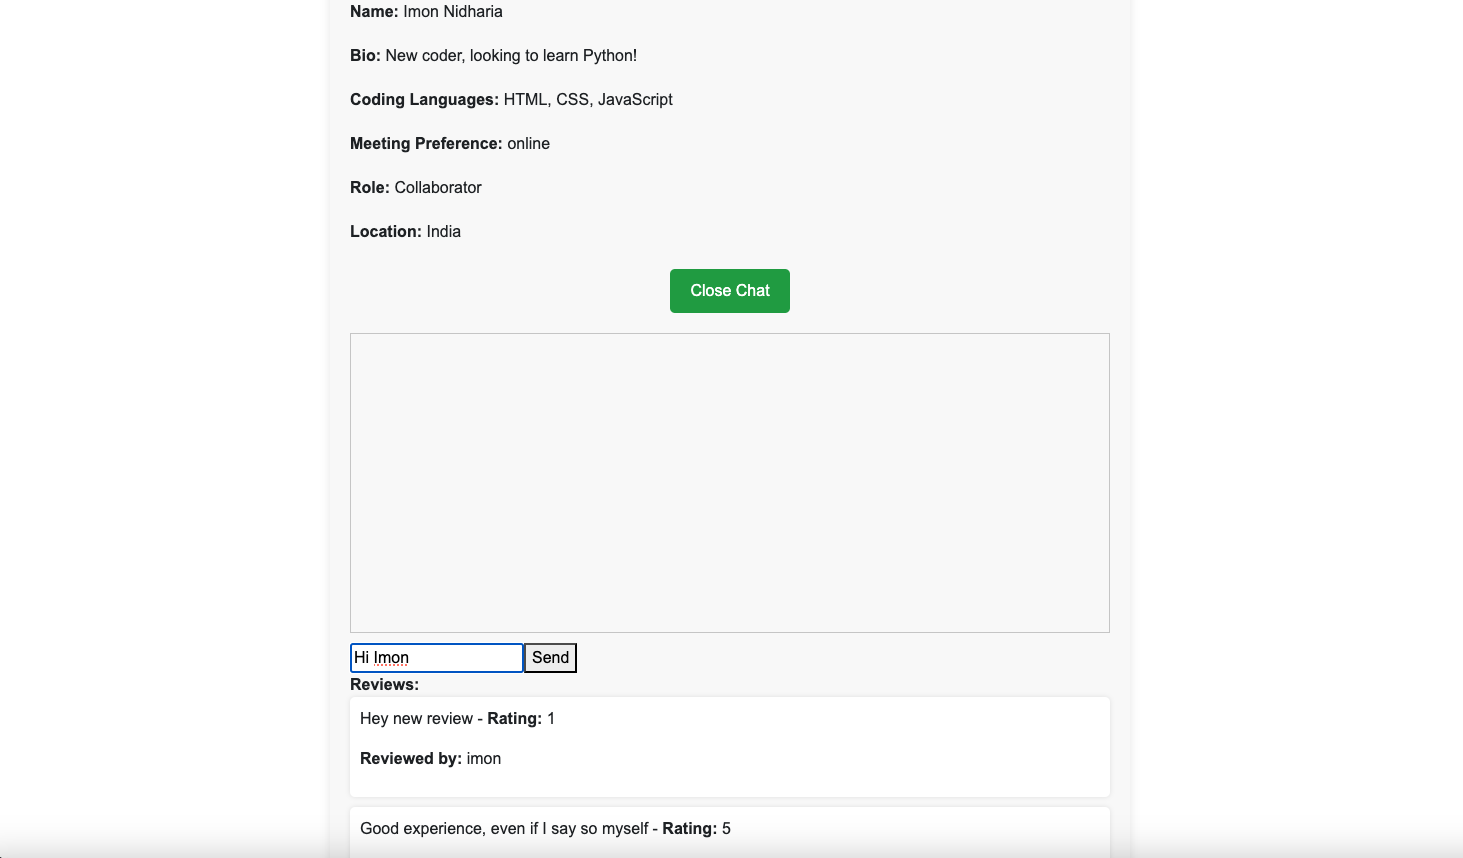 Name: Imon Nidharia
Bio: New coder, looking to learn Python!
Coding Languages: HTML, CSS, JavaScript
Meeting Preference: online
Role: Collaborator
Location: India
Close Chat
Hi Imon Send
Reviews:
Hey new review - Rating: 1
Reviewed by: imon
Good experience, even if I say so myself - Rating: 5